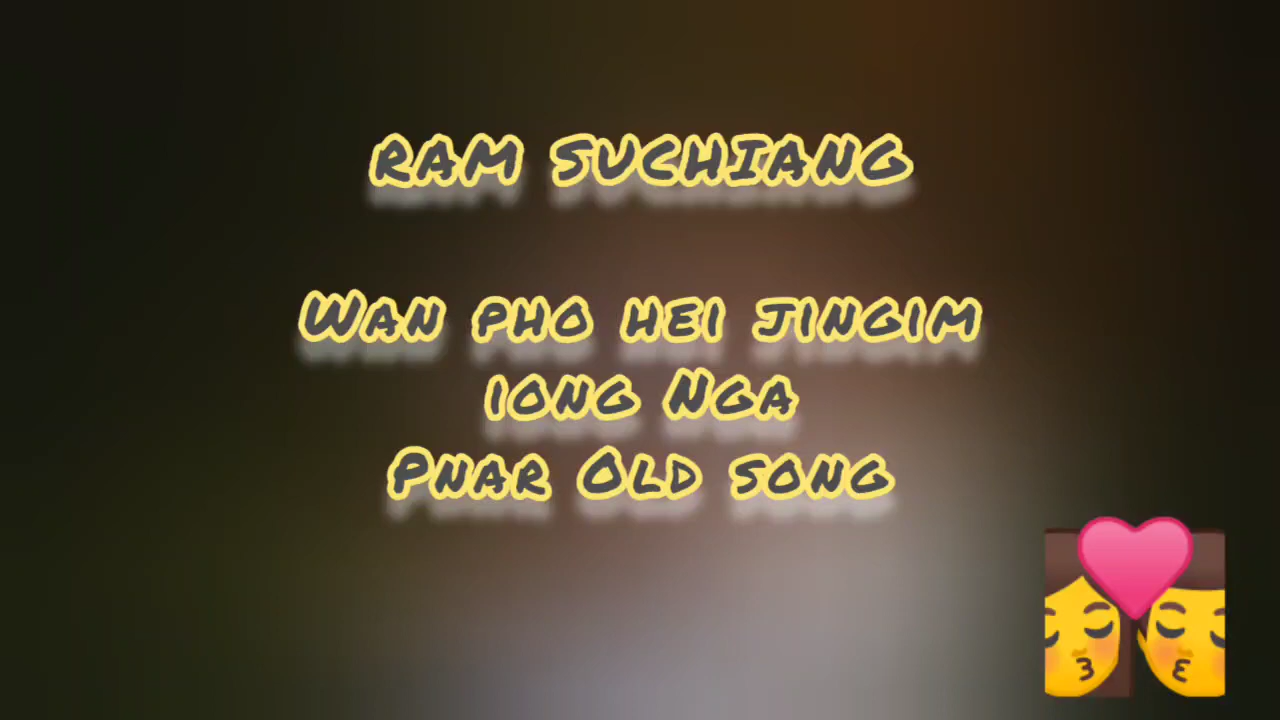 RAM SUCHIANG
Wan pho hei jingim
iong Nga
Pnar Old song